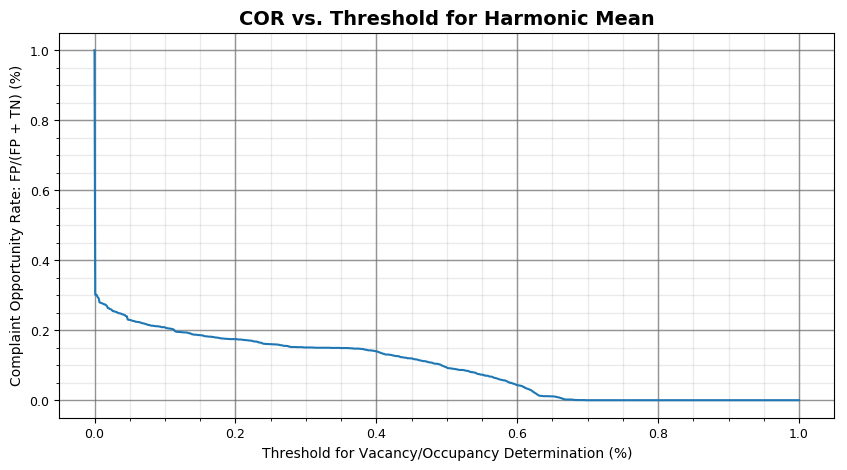 COR vs. Threshold for Harmonic Mean
Complaint Opportunity Rate: FP/(FP + TN) (%)
1.0
0.8
0.6
0.4
0.2
0.0
0.0 0.2 0.4 0.6 0.8 1.0
Threshold for Vacancy/Occupancy Determination (%)